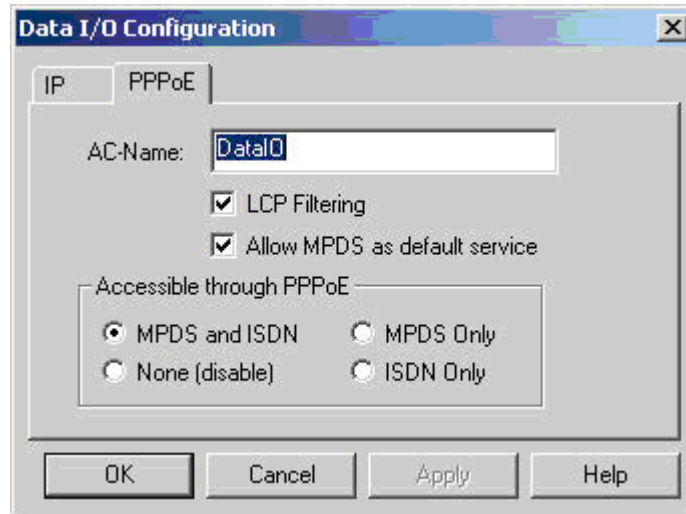 Data I/O Configuration
IP PPPoE
AC-Name: DataIO
LCP Filtering
Allow MPDS as default service
Accessible through PPPoE
MPDS and ISDN MPDS Only
None (disable) ISDN Only
OK Cancel Apply Help